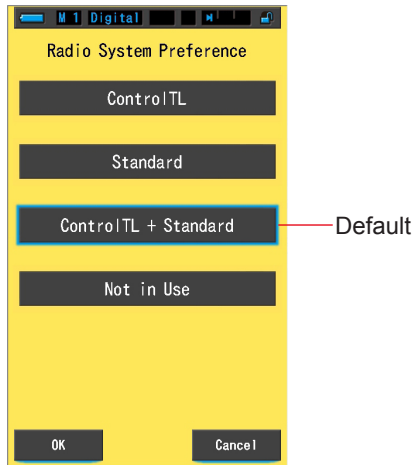 M 1 Digital
Radio System Preference
ControlTL
Standard
ControlTL + Standard
Default
Not in Use
OK
Cancel